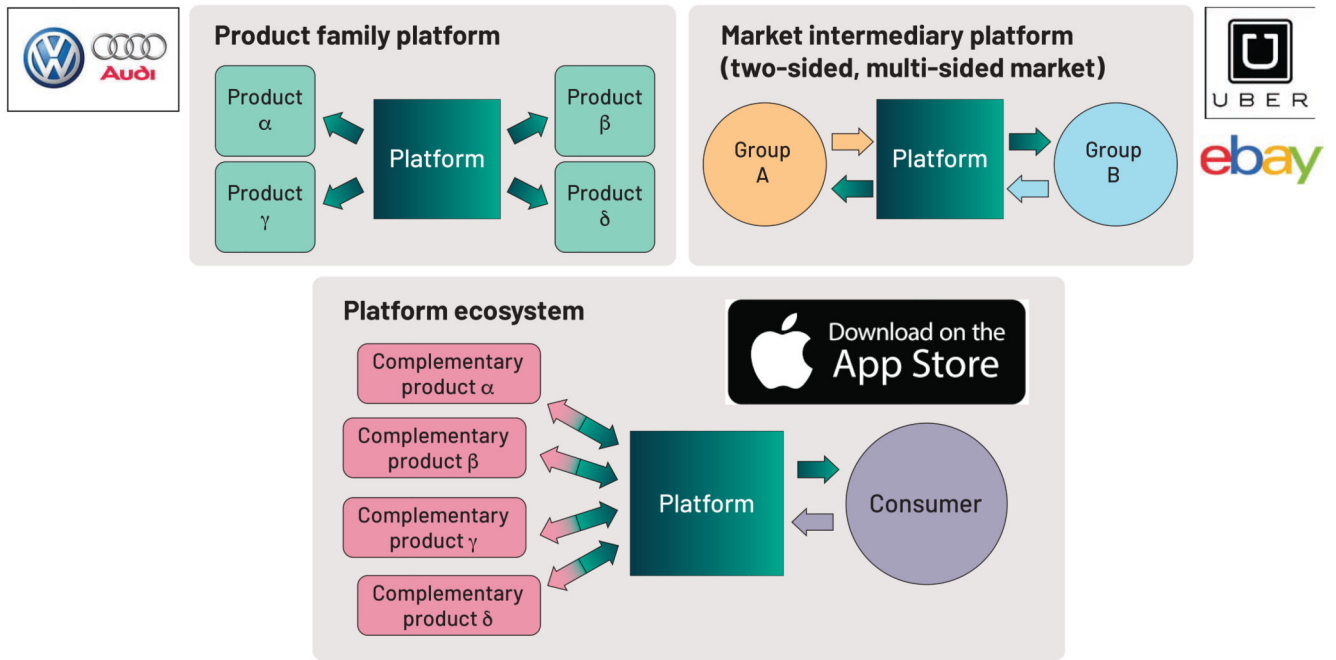 Audi
Product family platform
Product
α
Product
β
Platform
Product
γ
Product
δ
Market intermediary platform
(two-sided, multi-sided market)
Group
A
Platform
Group
B
U
UBER
ebay
Platform ecosystem
Download on the
App Store
Complementary
product α
Complementary
product β
Complementary
product γ
Complementary
product δ
Platform
Consumer